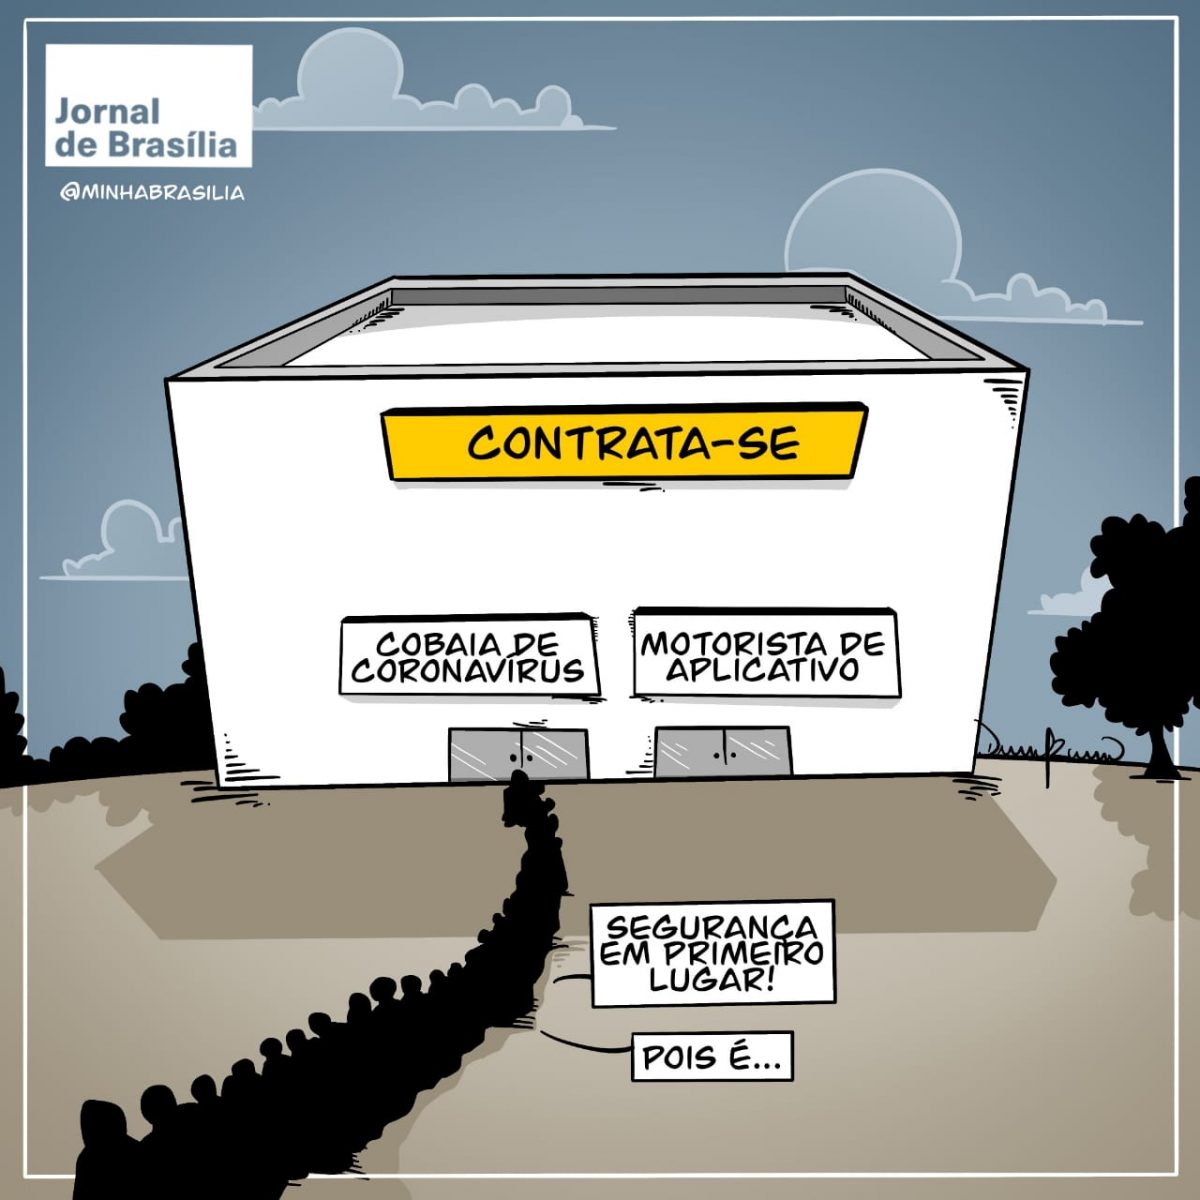 Jornal
de Brasília
@MINHABRASILIA
CONTRATA-SE
COBAIA DE
CORONAVÍRUS
MOTORISTA DE
APLICATIVO
SEGURANÇA
EM PRIMEIRO
LUGAR!
POIS É...